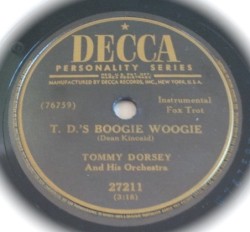 DECCA
PERSONALITY SERIES
MANUFACTURED
BY DECCA RECORDS, INC., NEW YORK, U.S.A.
(76259)
Instrumental
Fox Trot
T. D.'S BOOGIE WOOGIE
(Dean Kincaid)
TOMMY DORSEY
And His Orchestra
27211
(3:18)